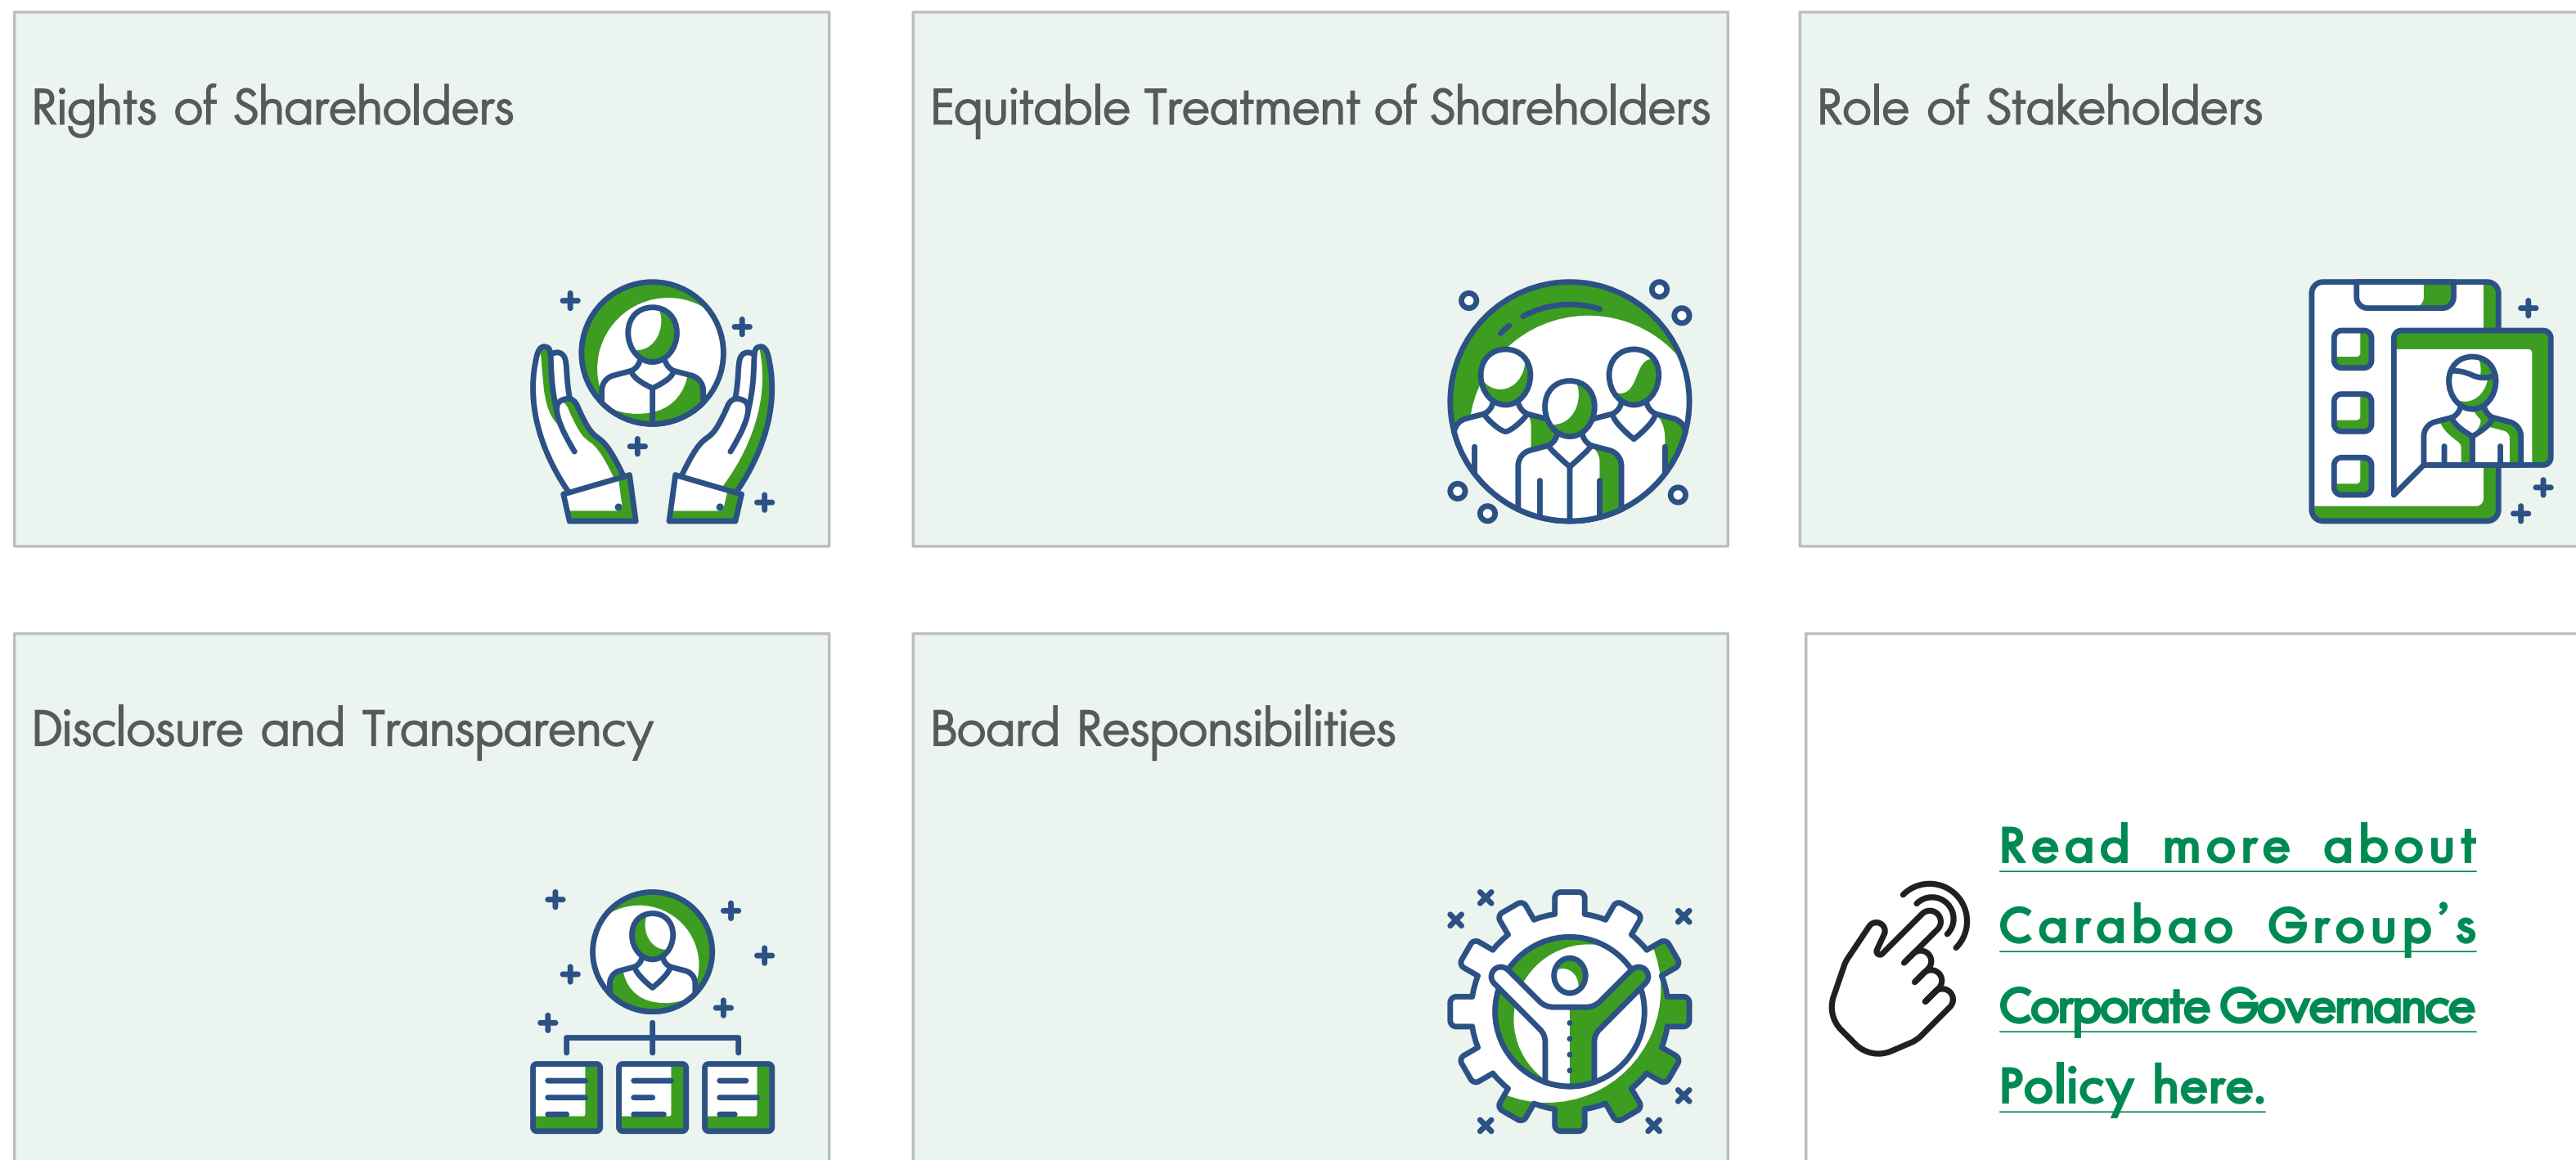 Rights of Shareholders
Equitable Treatment of Shareholders
Role of Stakeholders
Disclosure and Transparency
Board Responsibilities
Read more about
Carabao Group’s
Corporate Governance
Policy here.